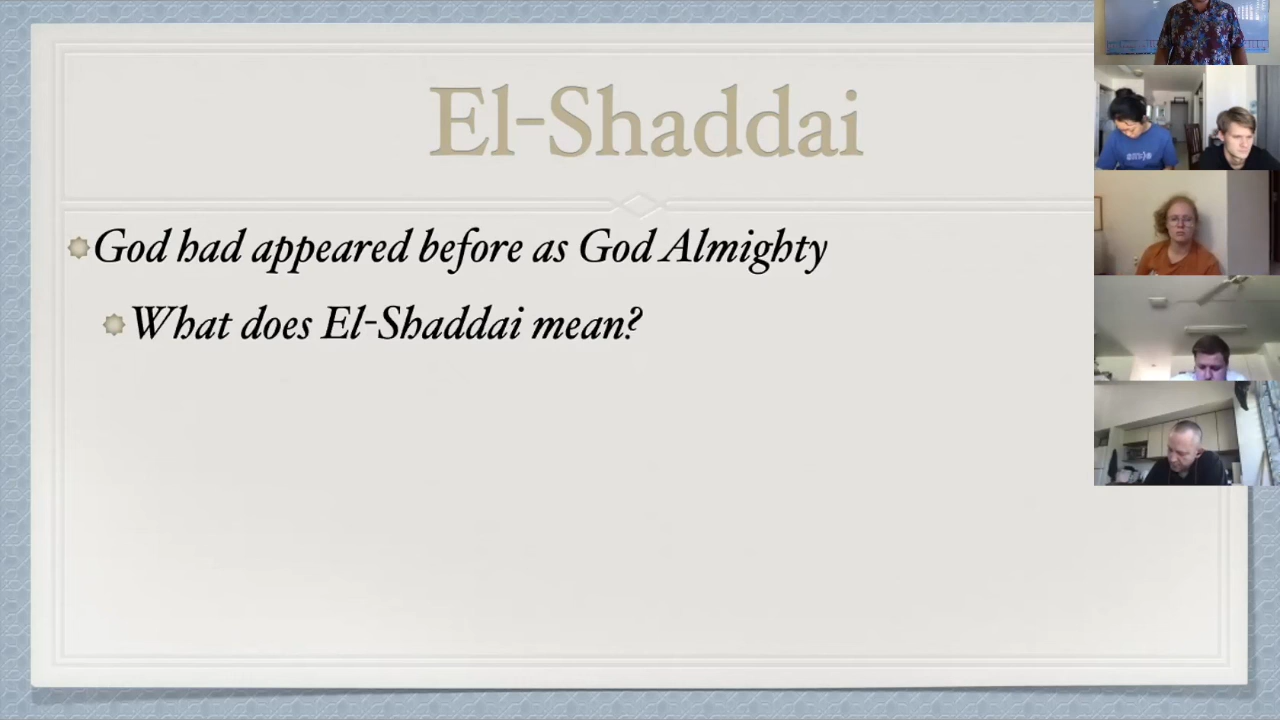 El-Shaddai
God had appeared before as God Almighty
What does El-Shaddai mean?